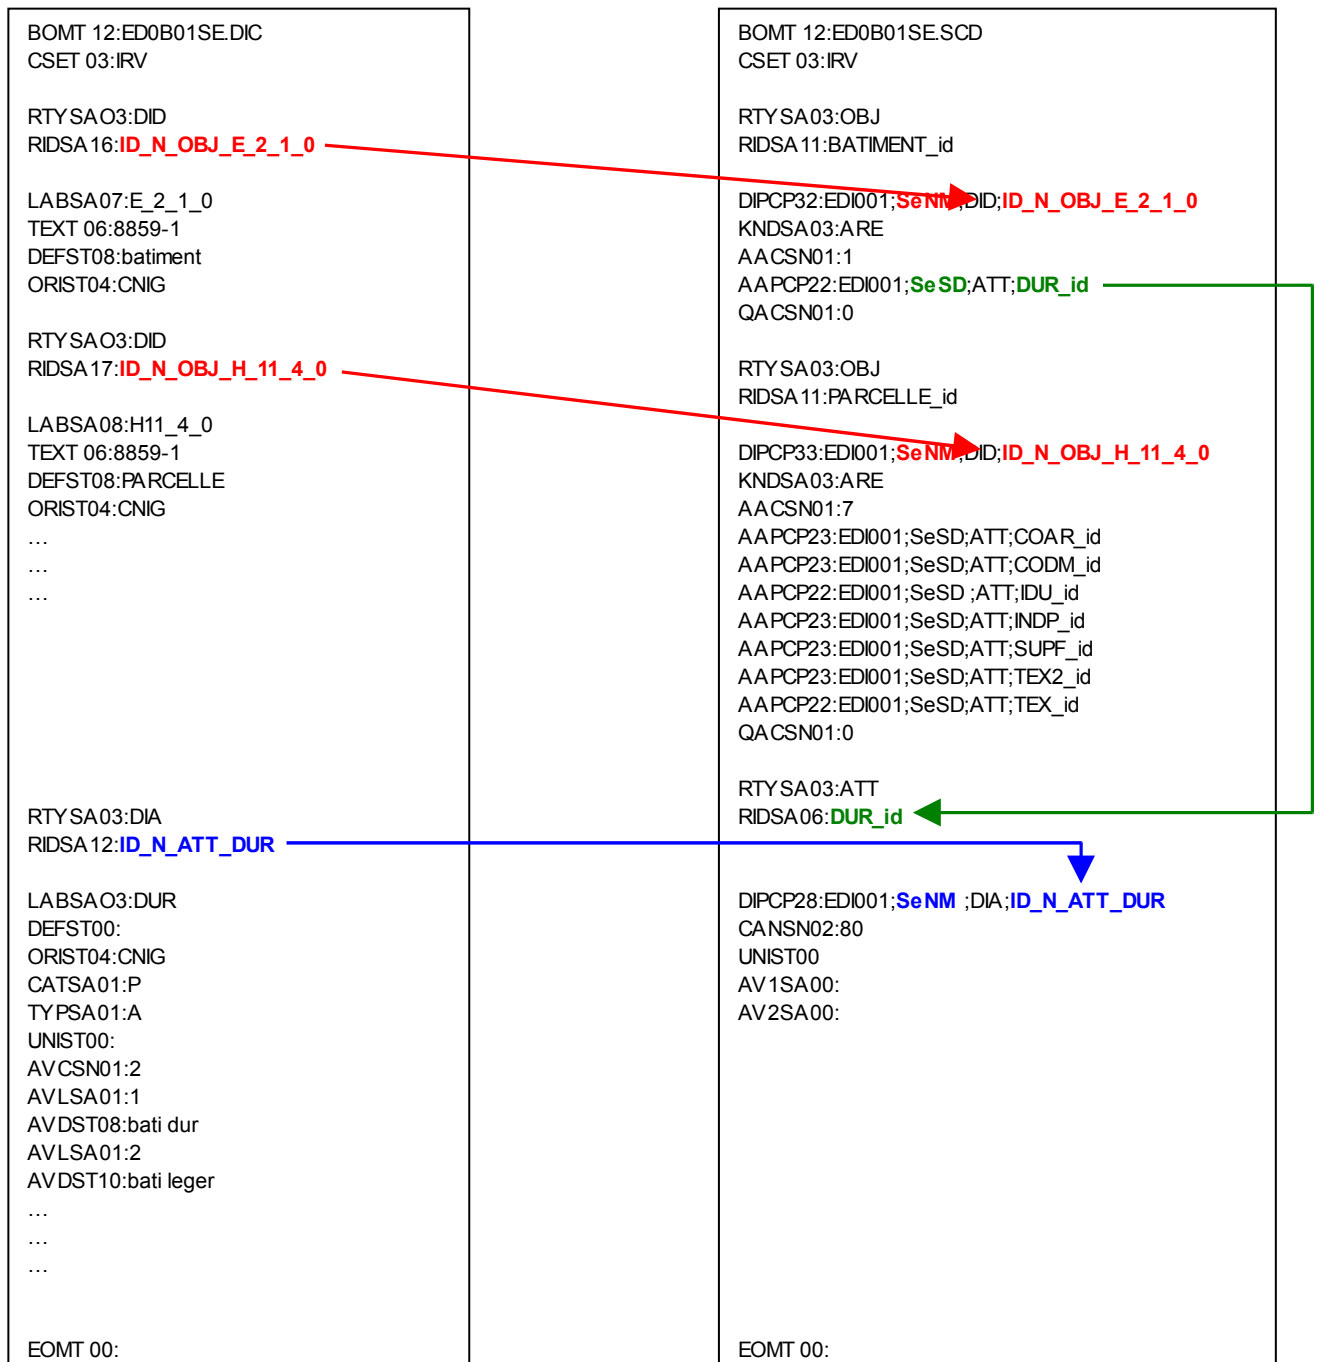 BOMT 12:ED0B01SE.DIC
CSET 03:IRV
RTYSAO3:DID
RIDSA16:ID_N_OBJ_E_2_1_0
LABSA07:E_2_1_0
TEXT 06:8859-1
DEFST08:batiment
ORIST04:CNIG
RTYSAO3:DID
RIDSA17:ID_N_OBJ_H_11_4_0
LABSA08:H11_4_0
TEXT 06:8859-1
DEFST08:PARCELLE
ORIST04:CNIG
…
…
…
RTYSA03:DIA
RIDSA12:ID_N_ATT_DUR
LABSAO3:DUR
DEFST00:
ORIST04:CNIG
CATSA01:P
TYPSA01:A
UNIST00:
AVCSN01:2
AVLSA01:1
AVDST08:bati dur
AVLSA01:2
AVDST10:bati leger
…
…
…
EOMT 00:
BOMT 12:ED0B01SE.SCD
CSET 03:IRV
RTYSA03:OBJ
RIDSA11:BATIMENT_id
DIPCP32:EDI001;SeNM;DID;ID_N_OBJ_E_2_1_0
KNDSA03:ARE
AACSN01:1
AAPCP22:EDI001;SeSD;ATT;DUR_id
QACSN01:0
RTYSA03:OBJ
RIDSA11:PARCELLE_id
DIPCP33:EDI001;SeNM;DID;ID_N_OBJ_H_11_4_0
KNDSA03:ARE
AACSN01:7
AAPCP23:EDI001;SeSD;ATT;COAR_id
AAPCP23:EDI001;SeSD;ATT;CODM_id
AAPCP22:EDI001;SeSD ;ATT;IDU_id
AAPCP23:EDI001;SeSD;ATT;INDP_id
AAPCP23:EDI001;SeSD;ATT;SUPF_id
AAPCP23:EDI001;SeSD;ATT;TEX2_id
AAPCP22:EDI001;SeSD;ATT;TEX_id
QACSN01:0
RTYSA03:ATT
RIDSA06:DUR_id
DIPCP28:EDI001;SeNM ;DIA;ID_N_ATT_DUR
CANSN02:80
UNIST00
AV1SA00:
AV2SA00:
EOMT 00: